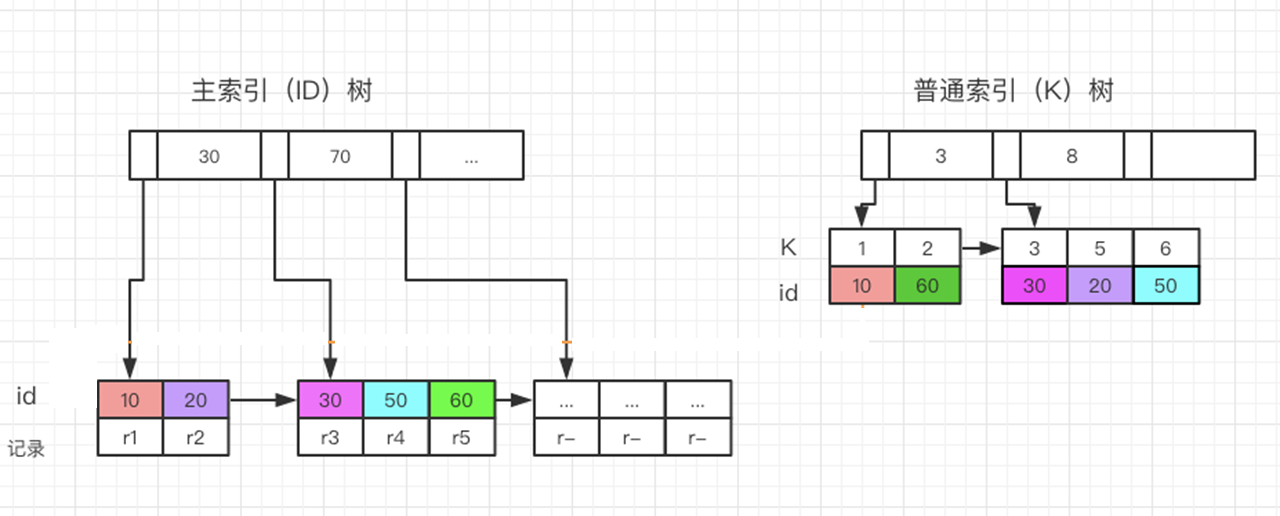 主索引（ID）树
30 70 ...
id 10 20 30 50 60 ... ... ...
记录 r1 r2 r3 r4 r5 r– r– r–
普通索引（K）树
3 8
K 1 2 3 5 6
id 10 60 30 20 50